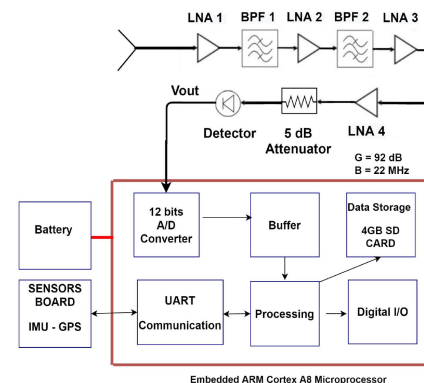 LNA 1 BPF 1 LNA 2 BPF 2 LNA 3
Vout
Detector
5 dB
Attenuator
LNA 4
G = 92 dB
B = 22 MHz
Battery
12 bits
A/D
Converter
Buffer
Data Storage
4GB SD
CARD
SENSORS
BOARD
IMU - GPS
UART
Communication
Processing
Digital I/O
Embedded ARM Cortex A8 Microprocessor